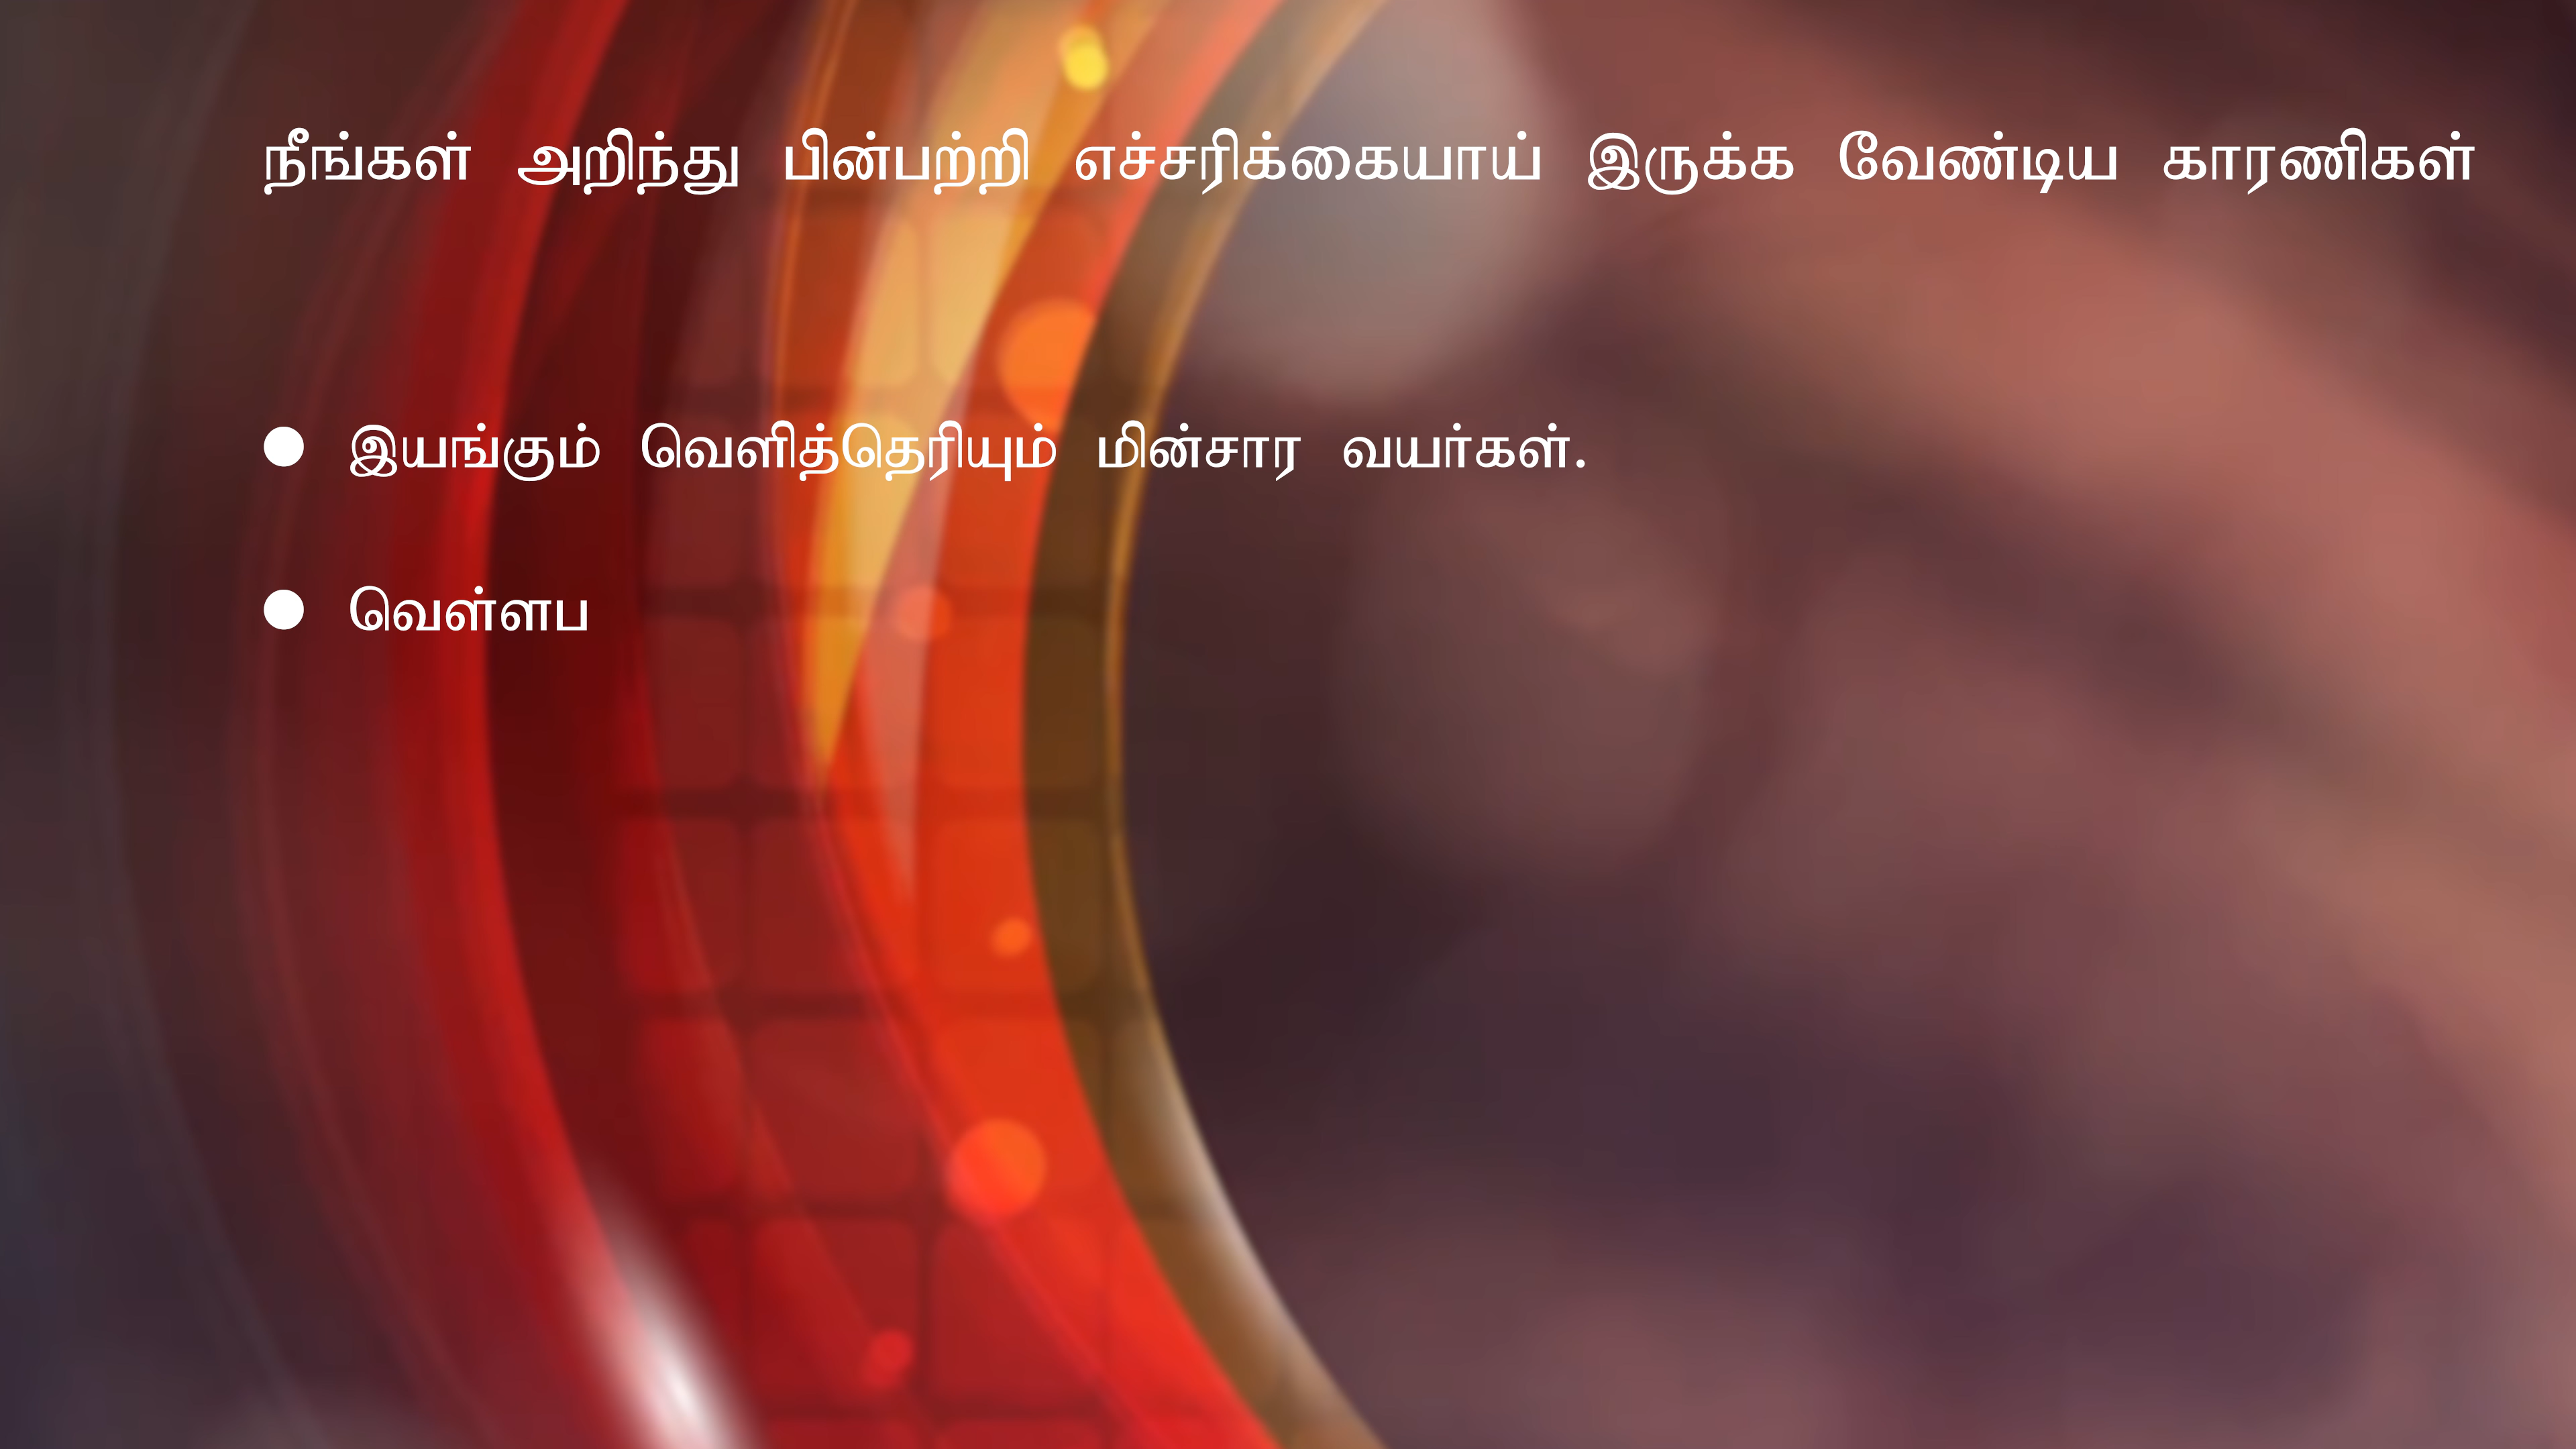 நீங்கள் அறிந்து பின்பற்றி எச்சரிக்கையாய் இருக்க வேண்டிய காரணிகள்
● இயங்கும் வெளித்தெரியும் மின்சார வயர்கள்.
● வெள்ளப